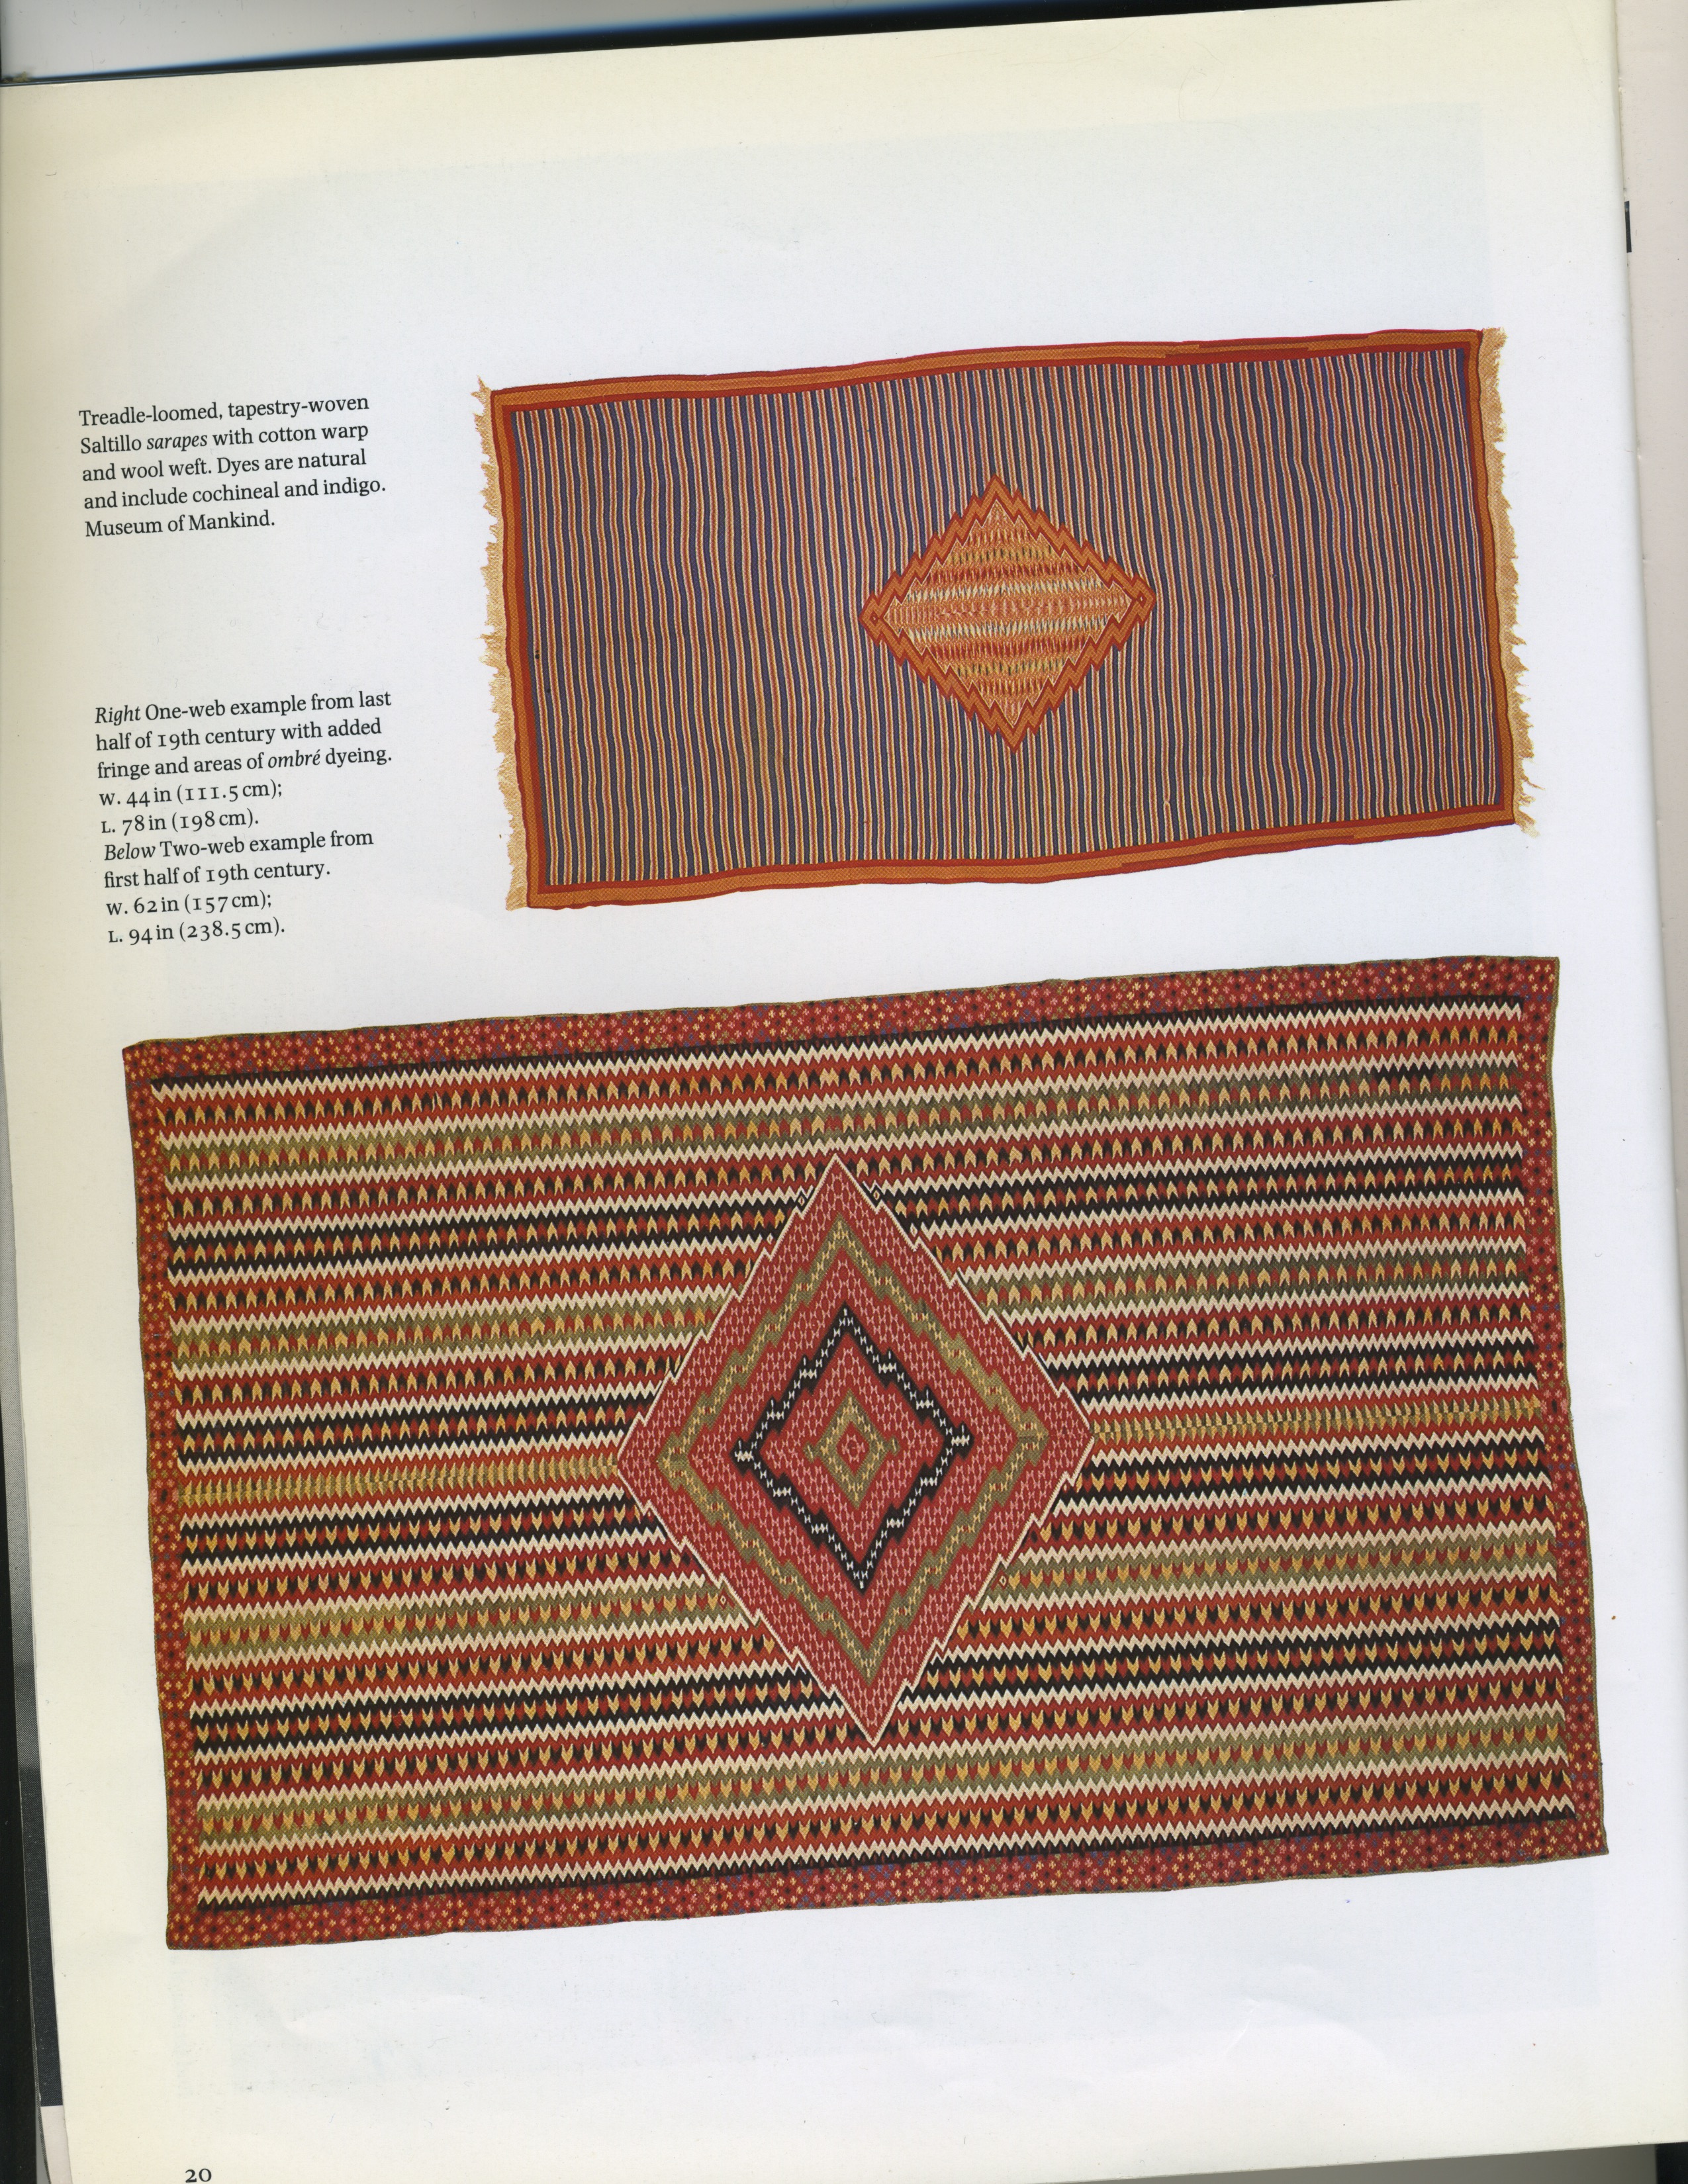 Treadle-loomed, tapestry-woven
Saltillo sarapes with cotton warp
and wool weft. Dyes are natural
and include cochineal and indigo.
Museum of Mankind.
Right One-web example from last
half of 19th century with added
fringe and areas of ombré dyeing.
W. 44 in (111.5 cm);
L. 78 in (198 cm).
Below Two-web example from
first half of 19th century.
W. 62 in (157 cm);
L. 94 in (238.5 cm).
20